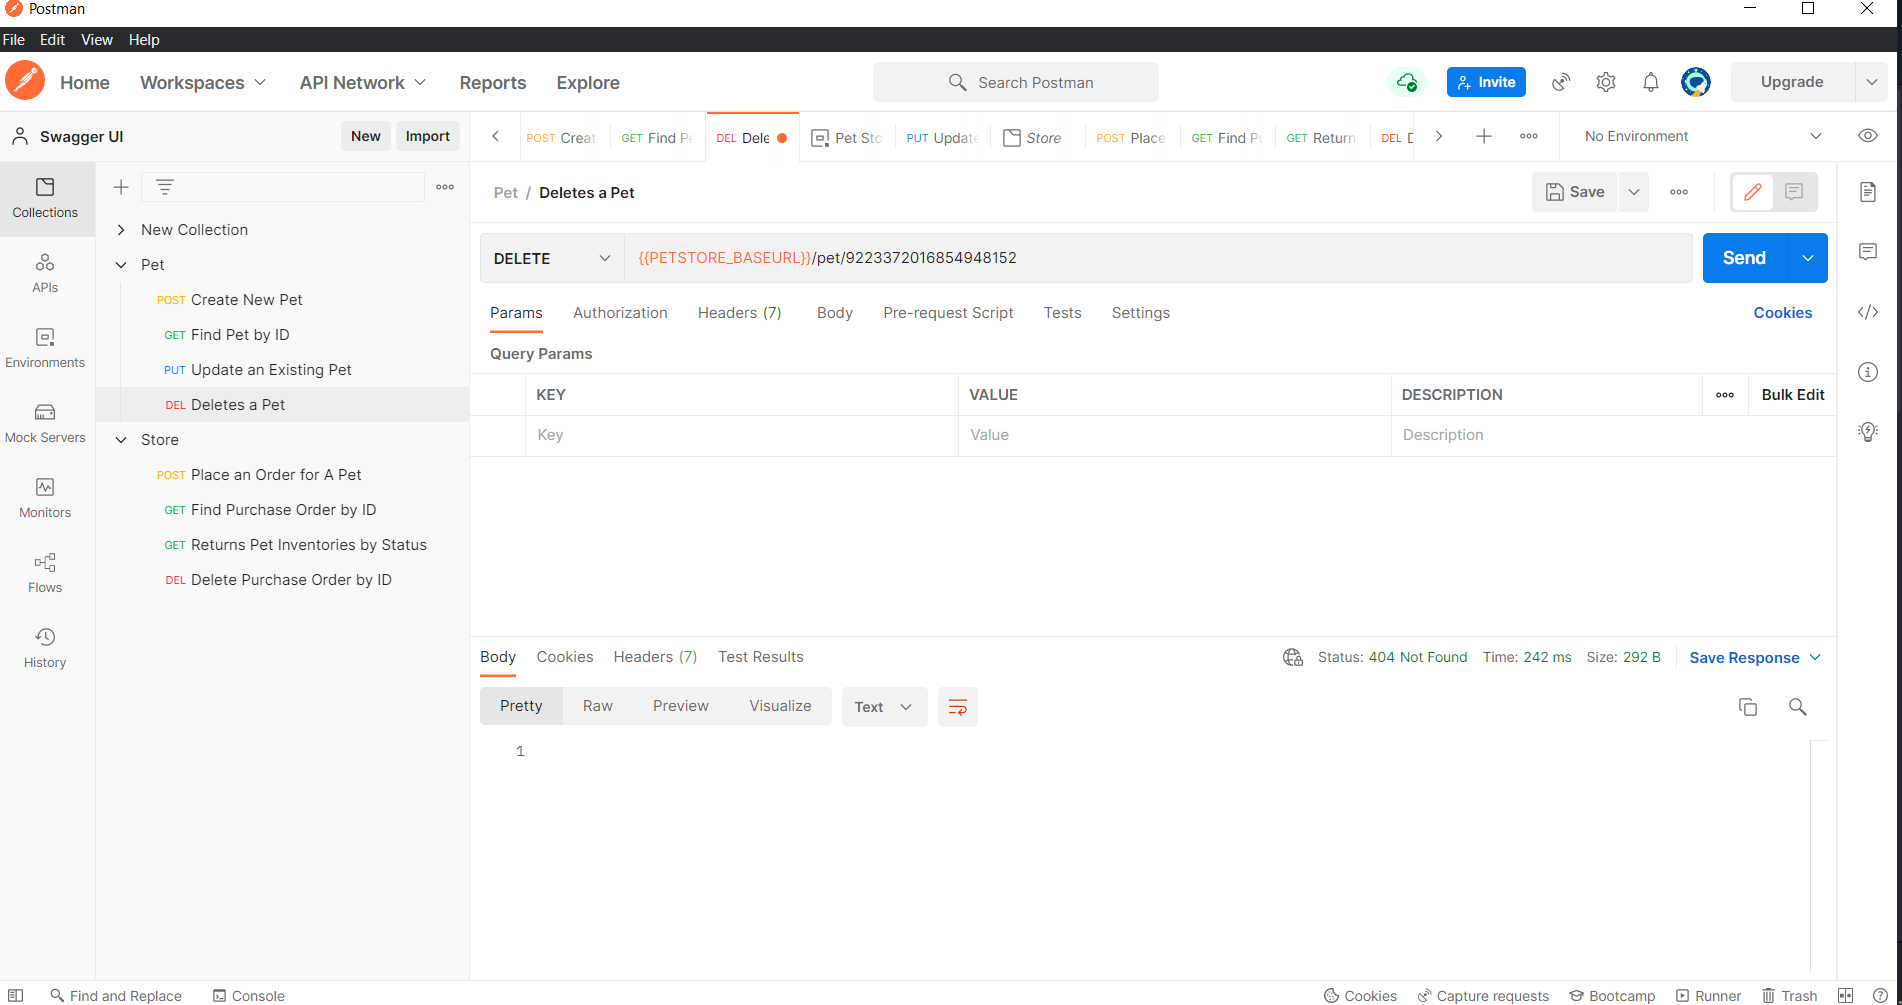 Postman
File Edit View Help
Home Workspaces API Network Reports Explore Search Postman Invite Upgrade
Swagger UI New Import
POST Creat GET Find Pe DEL Dele Pet Sto PUT Update Store POST Place GET Find Pu GET Return DEL D No Environment
Collections
APIs
Environments
Mock Servers
Monitors
Flows
History
New Collection
Pet
POST Create New Pet
GET Find Pet by ID
PUT Update an Existing Pet
DEL Deletes a Pet
Store
POST Place an Order for A Pet
GET Find Purchase Order by ID
GET Returns Pet Inventories by Status
DEL Delete Purchase Order by ID
Pet / Deletes a Pet Save
DELETE {{PETSTORE_BASEURL}}/pet/9223372016854948152 Send
Params Authorization Headers (7) Body Pre-request Script Tests Settings Cookies
Query Params
KEY VALUE DESCRIPTION Bulk Edit
Key Value Description
Body Cookies Headers (7) Test Results Status: 404 Not Found Time: 242 ms Size: 292 B Save Response
Pretty Raw Preview Visualize Text
1
Find and Replace Console Cookies Capture requests Bootcamp Runner Trash